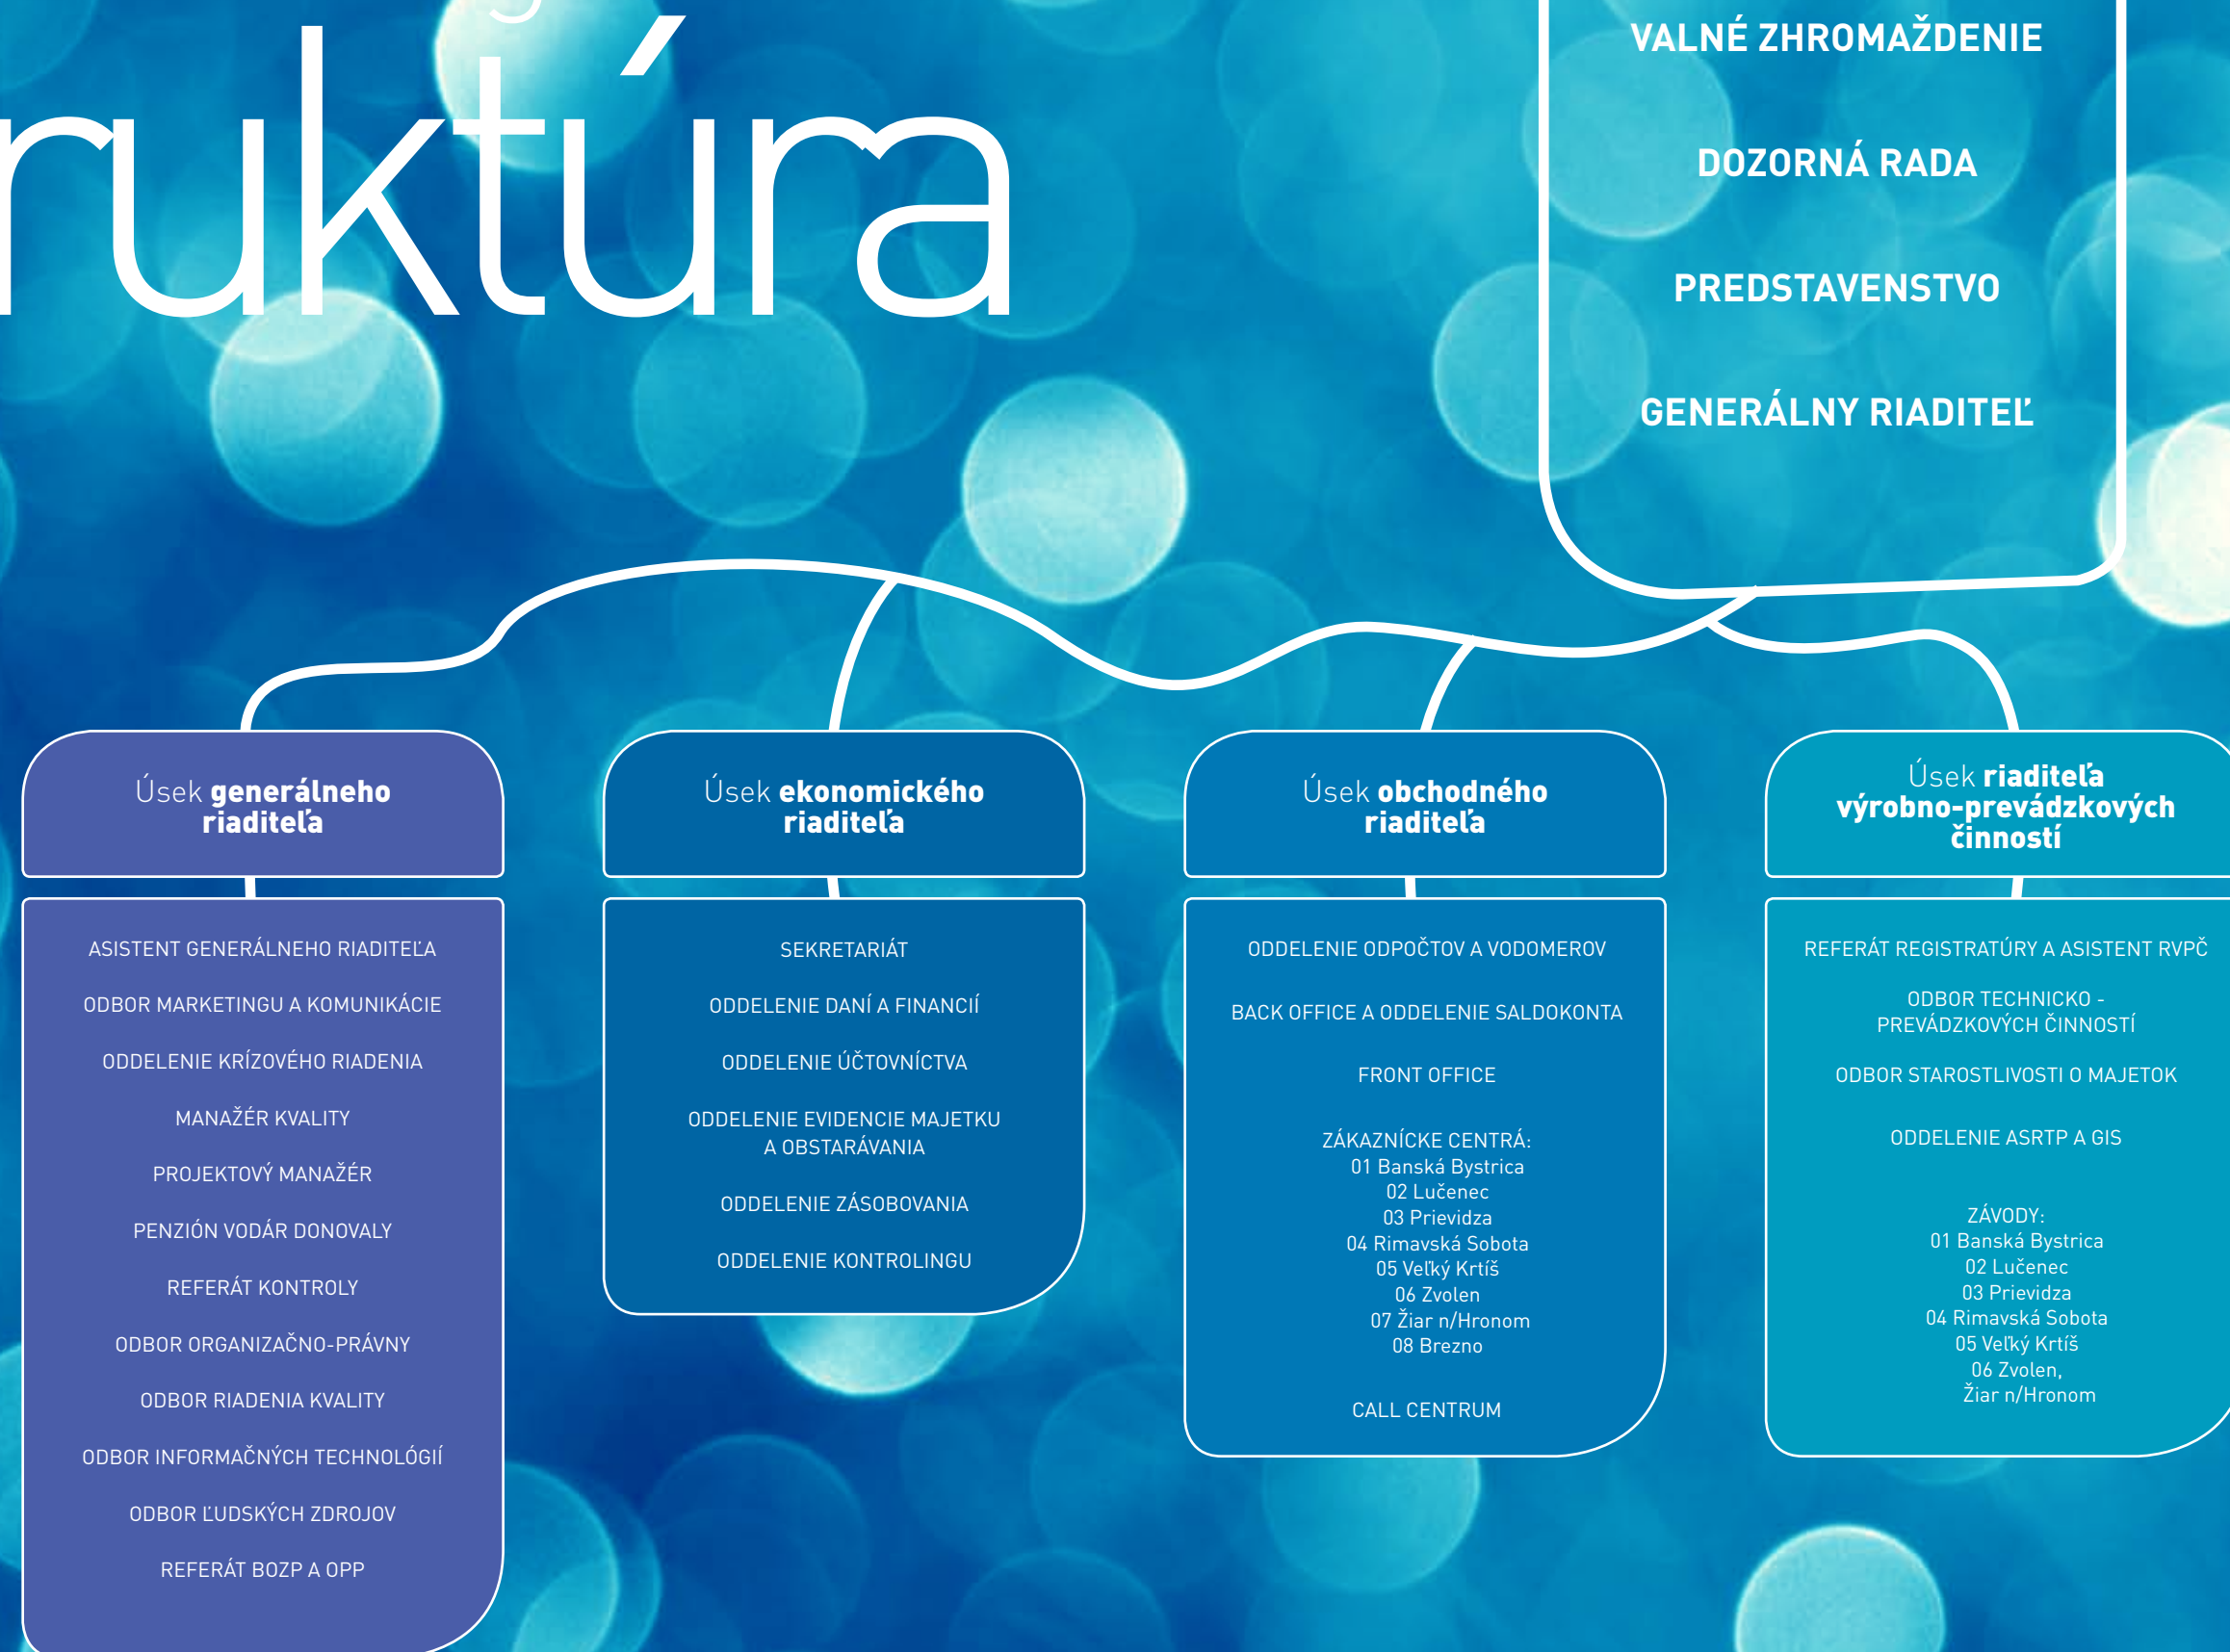 ruktúra
VALNÉ ZHROMAŽDENIE
DOZORNÁ RADA
PREDSTAVENSTVO
GENERÁLNY RIADITEĽ
Úsek generálneho
riaditeľa
ASISTENT GENERÁLNEHO RIADITEĽA
ODBOR MARKETINGU A KOMUNIKÁCIE
ODDELENIE KRÍZOVÉHO RIADENIA
MANAŽÉR KVALITY
PROJEKTOVÝ MANAŽÉR
PENZIÓN VODÁR DONOVALY
REFERÁT KONTROLY
ODBOR ORGANIZAČNO-PRÁVNY
ODBOR RIADENIA KVALITY
ODBOR INFORMAČNÝCH TECHNOLÓGIÍ
ODBOR ĽUDSKÝCH ZDROJOV
REFERÁT BOZP A OPP
Úsek ekonomického
riaditeľa
SEKRETARIÁT
ODDELENIE DANÍ A FINANCIÍ
ODDELENIE ÚČTOVNÍCTVA
ODDELENIE EVIDENCIE MAJETKU
A OBSTARÁVANIA
ODDELENIE ZÁSOBOVANIA
ODDELENIE KONTROLINGU
Úsek obchodného
riaditeľa
ODDELENIE ODPOČTOV A VODOMEROV
BACK OFFICE A ODDELENIE SALDOKONTA
FRONT OFFICE
ZÁKAZNÍCKE CENTRÁ:
01 Banská Bystrica
02 Lučenec
03 Prievidza
04 Rimavská Sobota
05 Veľký Krtíš
06 Zvolen
07 Žiar n/Hronom
08 Brezno
CALL CENTRUM
Úsek riaditeľa
výrobno-prevádzkových
činností
REFERÁT REGISTRATÚRY A ASISTENT RVPČ
ODBOR TECHNICKO -
PREVÁDZKOVÝCH ČINNOSTÍ
ODBOR STAROSTLIVOSTI O MAJETOK
ODDELENIE ASRTP A GIS
ZÁVODY:
01 Banská Bystrica
02 Lučenec
03 Prievidza
04 Rimavská Sobota
05 Veľký Krtíš
06 Zvolen,
Žiar n/Hronom